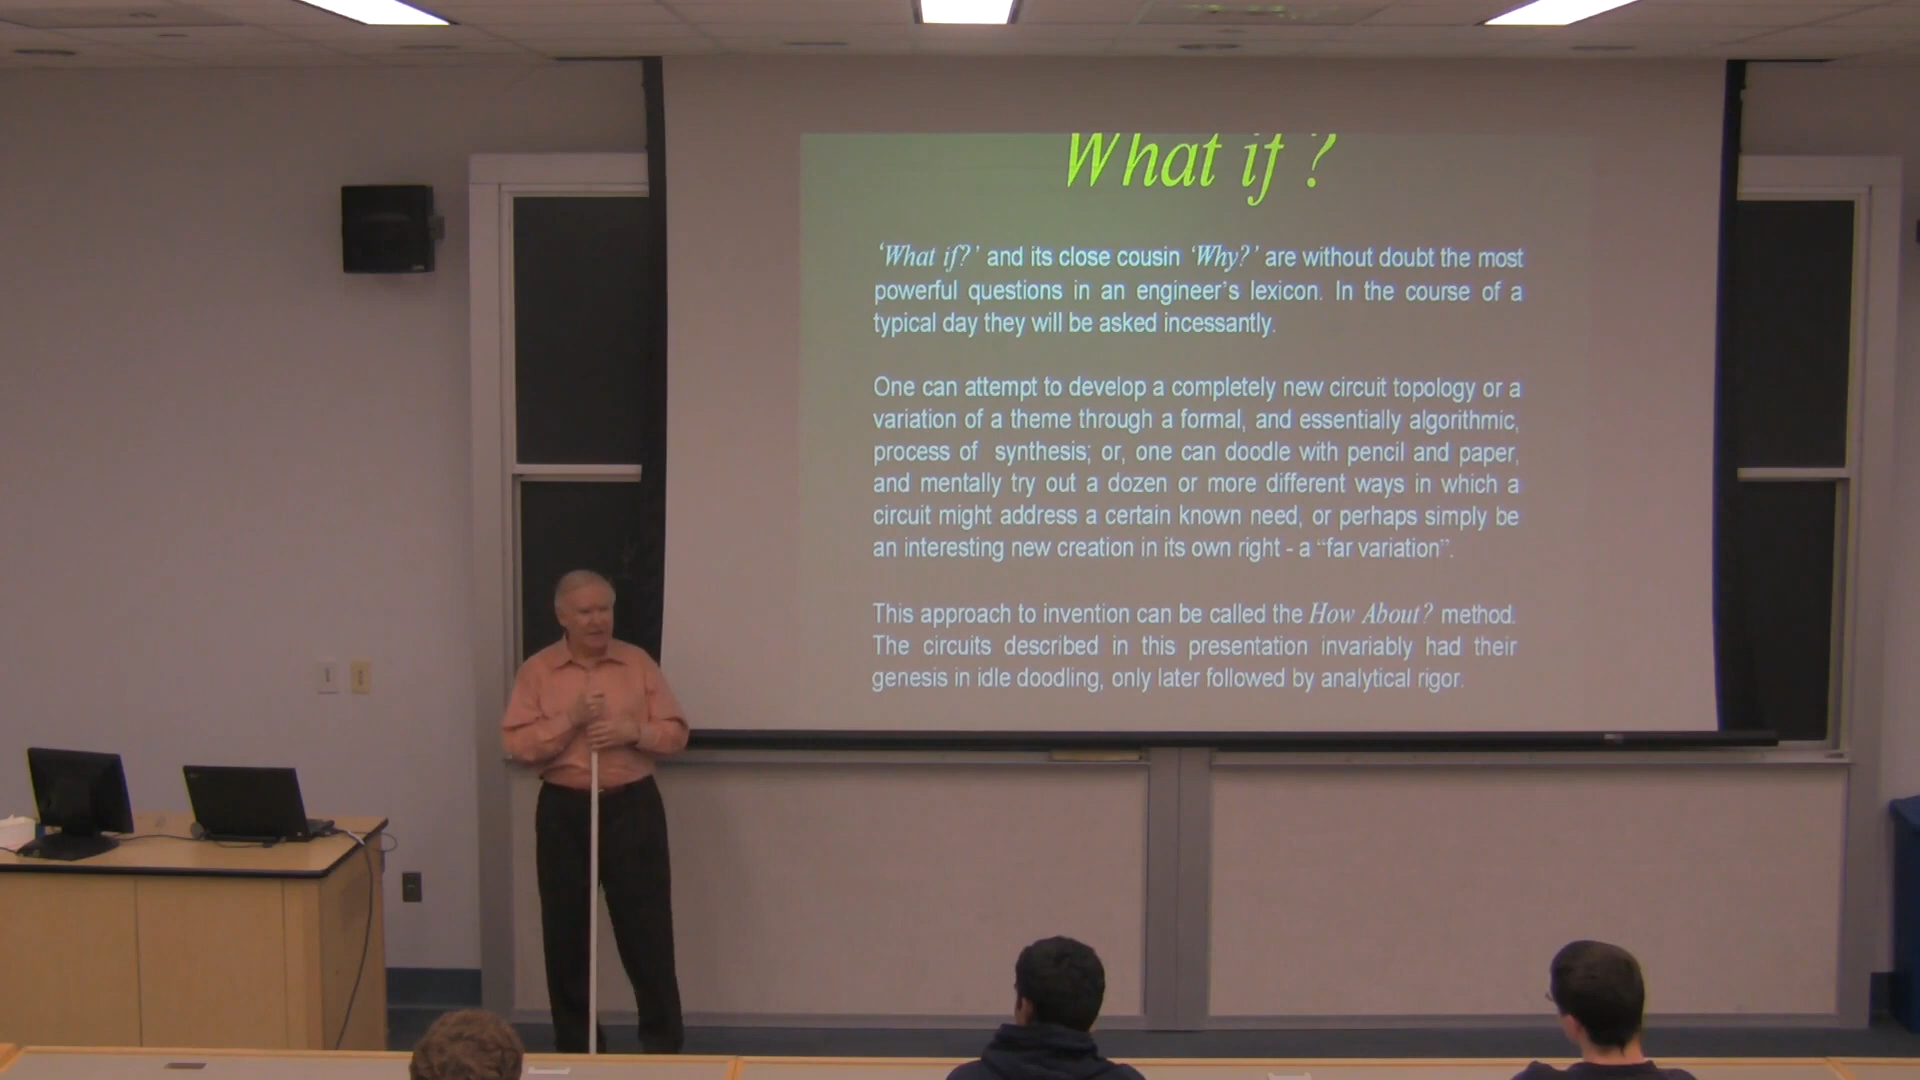 What if ?
‘What if?’ and its close cousin ‘Why?’ are without doubt the most
powerful questions in an engineer’s lexicon. In the course of a
typical day they will be asked incessantly.
One can attempt to develop a completely new circuit topology or a
variation of a theme through a formal, and essentially algorithmic,
process of synthesis; or, one can doodle with pencil and paper,
and mentally try out a dozen or more different ways in which a
circuit might address a certain known need, or perhaps simply be
an interesting new creation in its own right - a “far variation”.
This approach to invention can be called the How About? method.
The circuits described in this presentation invariably had their
genesis in idle doodling, only later followed by analytical rigor.